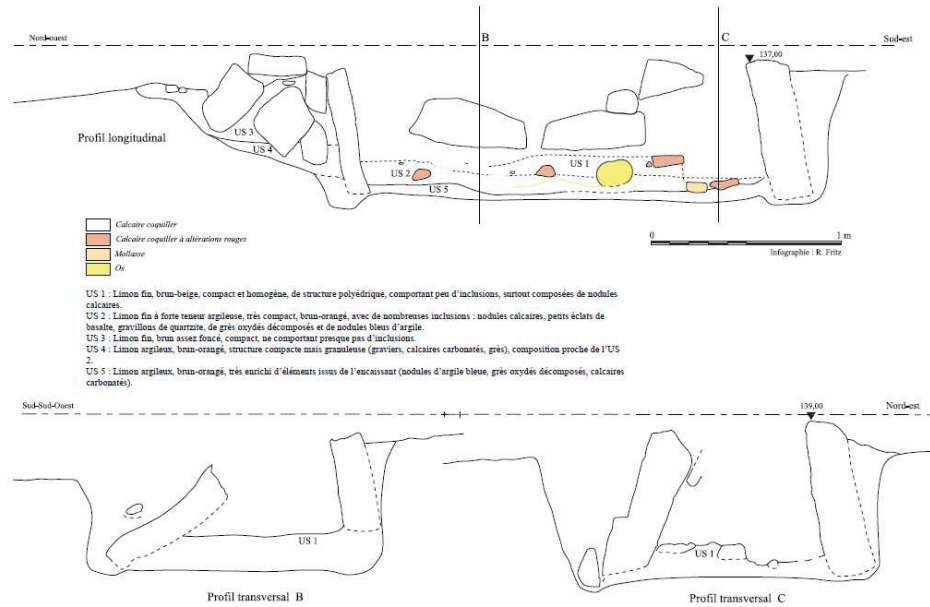 B
C
Nord-ouest
Sud-est
137,00
Profil longitudinal
US 3
US 4
US 2
US 5
US 1
Calcaire coquiller
Calcaire coquiller à altérations rouges
Mollasse
Os
0
1 m
Infographie : R. Fritz
US 1 : Limon fin, brun-beige, compact et homogène, de structure polyédrique, comportant peu d'inclusions, surtout composées de nodules
calcaires.
US 2 : Limon fin à forte teneur argileuse, très compact, brun-orangé, avec de nombreuses inclusions : nodules calcaires, petits éclats de
basalte, gravillons de quartzite, de grès oxydés décomposés et de nodules bleus d'argile.
US 3 : Limon fin, brun assez foncé, compact, ne comportant presque pas d'inclusions.
US 4 : Limon argileux, brun-orangé, structure compacte mais granuleuse (graviers, calcaires carbonatés, grès), composition proche de l'US
2.
US 5 : Limon argileux, brun-orangé, très enrichi d'éléments issus de l'encaissant (nodules d'argile bleue, grès oxydés décomposés, calcaires
carbonatés).
Sud-Sud-Ouest
139,00
Nord-est
US 1
US 1
Profil transversal B
Profil transversal C